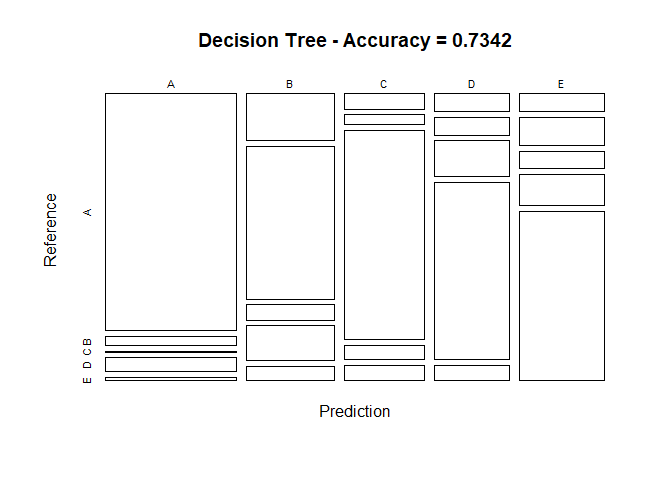 Decision Tree - Accuracy = 0.7342
A B C D E
Reference
A
B
C
D
E
Prediction